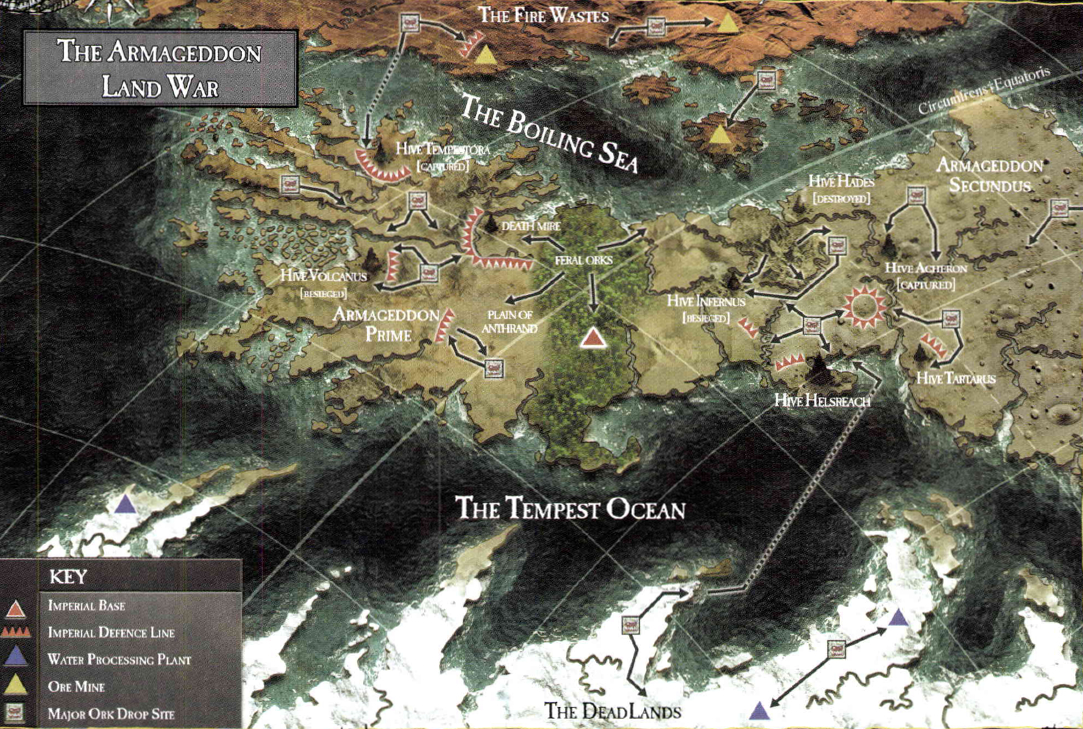 The Armageddon
Land War
The Fire Wastes
The Boiling Sea
Circumfrens Equatoris
Hive Tempestora
[captured]
Armageddon
Secundus
Hive Hades
[destroyed]
Death Mire
Feral Orks
Hive Volcanus
[besieged]
Hive Acheron
[captured]
Hive Infernus
[besieged]
Armageddon
Prime
Plain of
Anthrand
Hive Tartarus
Hive Helsreach
The Tempest Ocean
The Dead Lands
Key
Imperial Base
Imperial Defence Line
Water Processing Plant
Ore Mine
Major Ork Drop Site